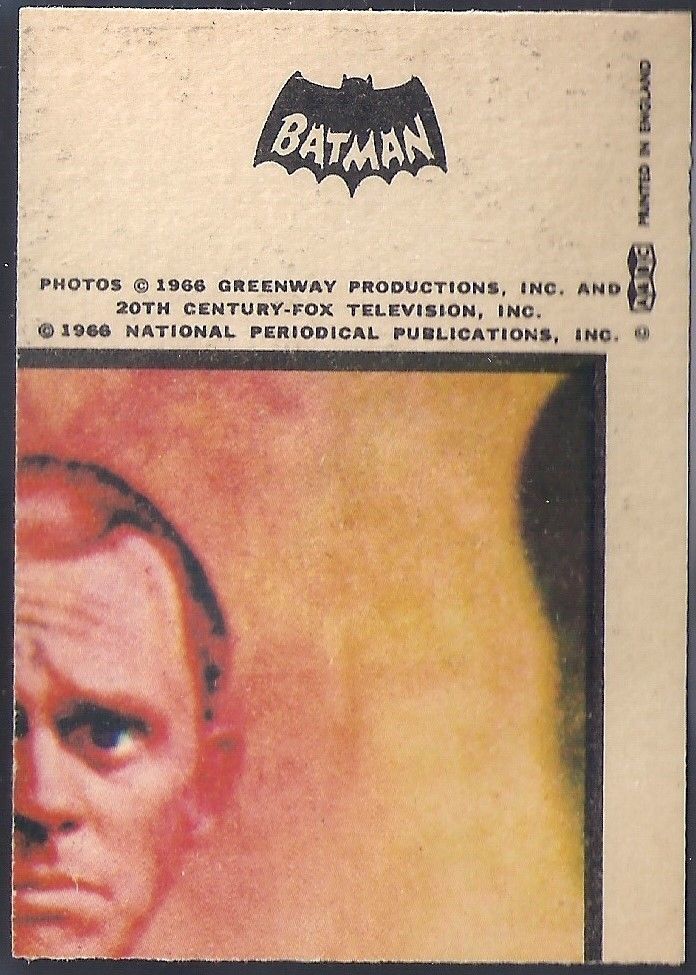 BATMAN
PHOTOS © 1966 GREENWAY PRODUCTIONS, INC. AND
20TH CENTURY-FOX TELEVISION, INC.
© 1966 NATIONAL PERIODICAL PUBLICATIONS, INC. ©
PRINTED IN ENGLAND
A&BC